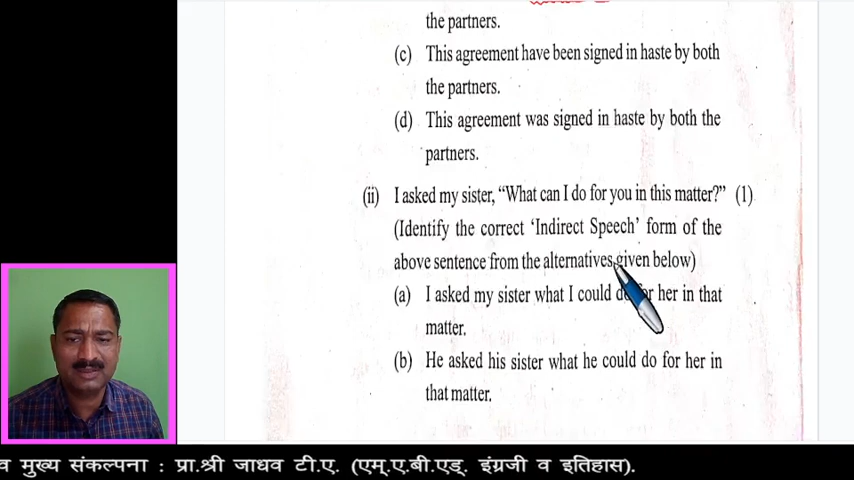 the partners.
(c) This agreement have been signed in haste by both
the partners.
(d) This agreement was signed in haste by both the
partners.
(ii) I asked my sister, “What can I do for you in this matter?” (1)
(Identify the correct ‘Indirect Speech’ form of the
above sentence from the alternatives given below)
(a) I asked my sister what I could do for her in that
matter.
(b) He asked his sister what he could do for her in
that matter.
व मुख्य संकल्पना : प्रा.श्री जाधव टी.ए. (एम्.ए.बी.एड्. इंग्रजी व इतिहास).